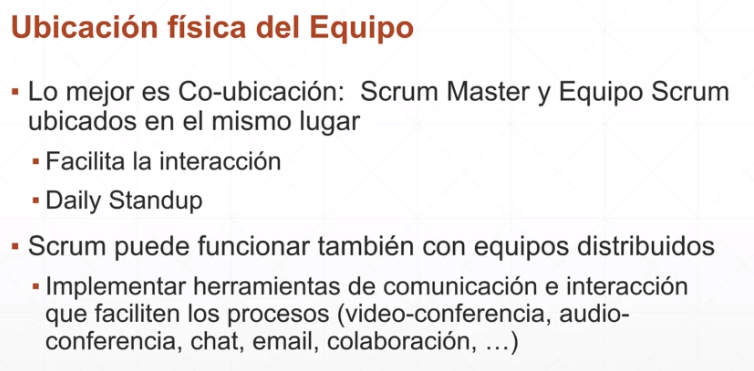 Ubicación física del Equipo
▪ Lo mejor es Co-ubicación:  Scrum Master y Equipo Scrum
ubicados en el mismo lugar
▪ Facilita la interacción
▪ Daily Standup
▪ Scrum puede funcionar también con equipos distribuidos
▪ Implementar herramientas de comunicación e interacción
que faciliten los procesos (video-conferencia, audio-
conferencia, chat, email, colaboración, …)